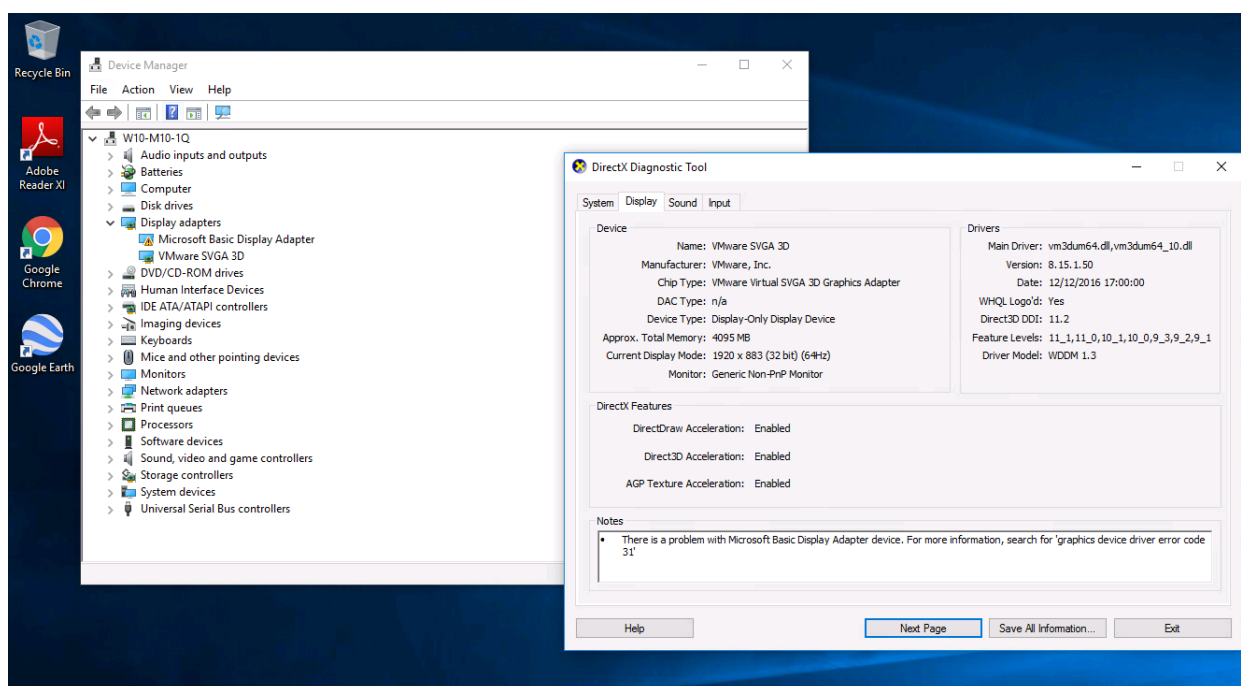 Recycle Bin
Adobe
Reader XI
Google
Chrome
Google Earth
Device Manager
File Action View Help
W10-M10-1Q
Audio inputs and outputs
Batteries
Computer
Disk drives
Display adapters
Microsoft Basic Display Adapter
VMware SVGA 3D
DVD/CD-ROM drives
Human Interface Devices
IDE ATA/ATAPI controllers
Imaging devices
Keyboards
Mice and other pointing devices
Monitors
Network adapters
Print queues
Processors
Software devices
Sound, video and game controllers
Storage controllers
System devices
Universal Serial Bus controllers
DirectX Diagnostic Tool
System Display Sound Input
Device
Name: VMware SVGA 3D
Manufacturer: VMware, Inc.
Chip Type: VMware Virtual SVGA 3D Graphics Adapter
DAC Type: n/a
Device Type: Display-Only Display Device
Approx. Total Memory: 4095 MB
Current Display Mode: 1920 x 883 (32 bit) (64Hz)
Monitor: Generic Non-PnP Monitor
Drivers
Main Driver: vm3dum64.dll,vm3dum64_10.dll
Version: 8.15.1.50
Date: 12/12/2016 17:00:00
WHQL Logo'd: Yes
Direct3D DDI: 11.2
Feature Levels: 11_1,11_0,10_1,10_0,9_3,9_2,9_1
Driver Model: WDDM 1.3
DirectX Features
DirectDraw Acceleration: Enabled
Direct3D Acceleration: Enabled
AGP Texture Acceleration: Enabled
Notes
• There is a problem with Microsoft Basic Display Adapter device. For more information, search for 'graphics device driver error code
31'
Help Next Page Save All Information... Exit